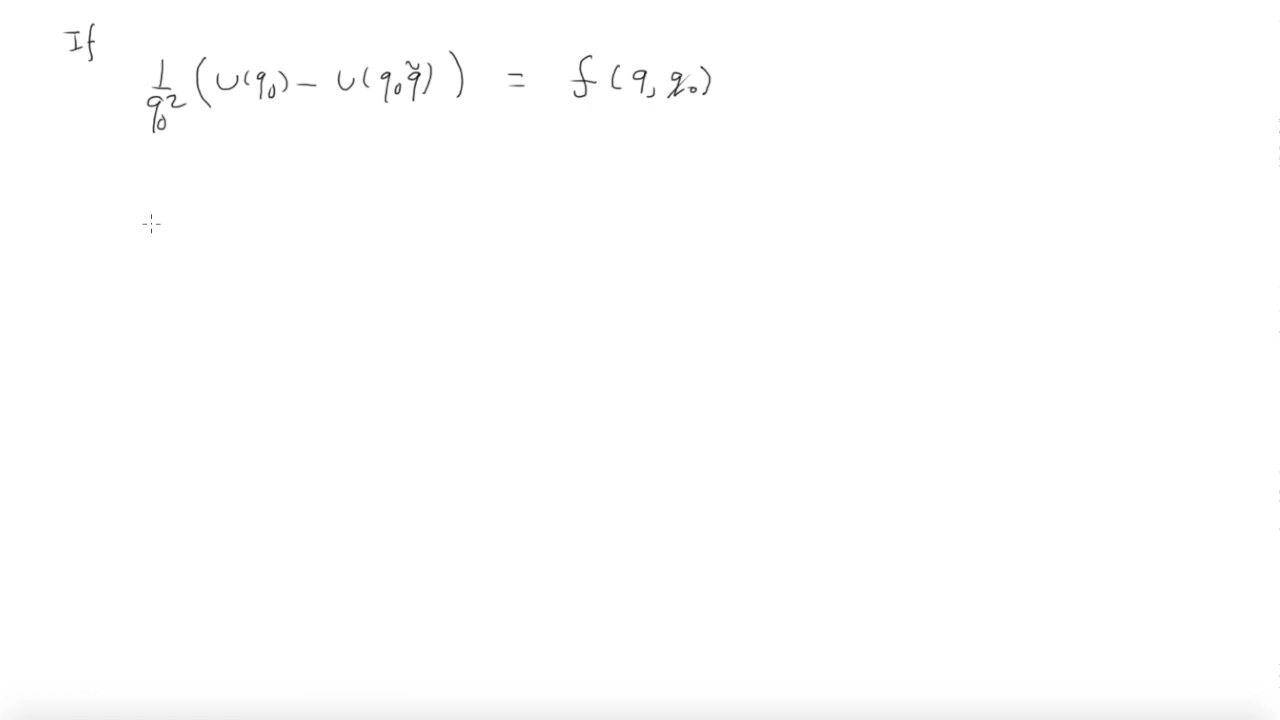 If
1/q₀² (U(q₀) − U(q₀q̃)) = f(q, q₀)